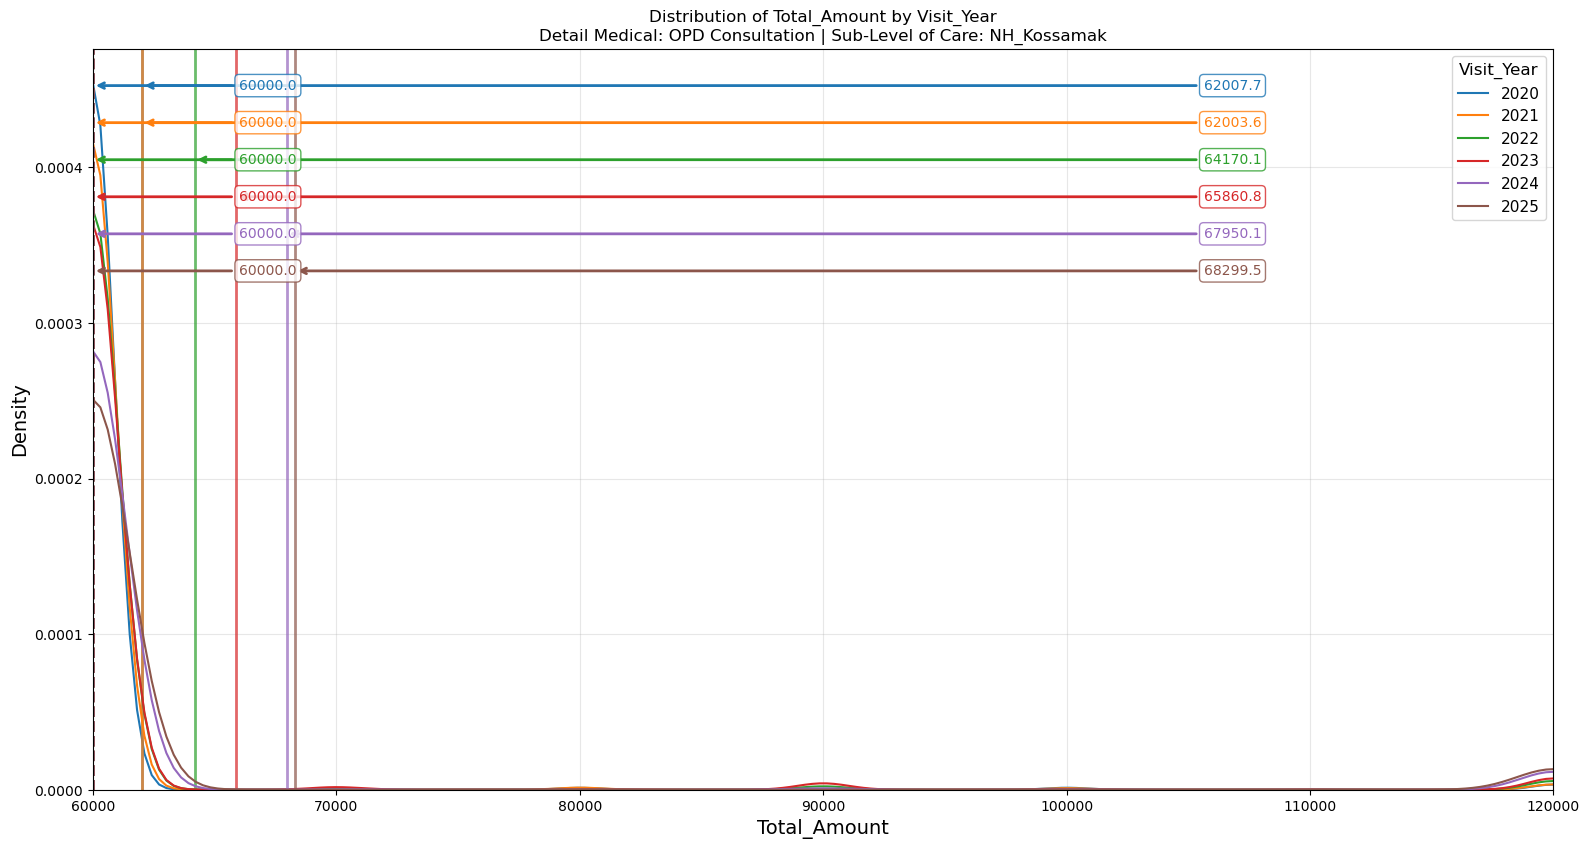 Distribution of Total_Amount by Visit_Year
Detail Medical: OPD Consultation | Sub-Level of Care: NH_Kossamak
Visit_Year
2020
2021
2022
2023
2024
2025
60000.0 62007.7
60000.0 62003.6
60000.0 64170.1
60000.0 65860.8
60000.0 67950.1
60000.0 68299.5
Density
0.0004
0.0003
0.0002
0.0001
0.0000
60000 70000 80000 90000 100000 110000 120000
Total_Amount